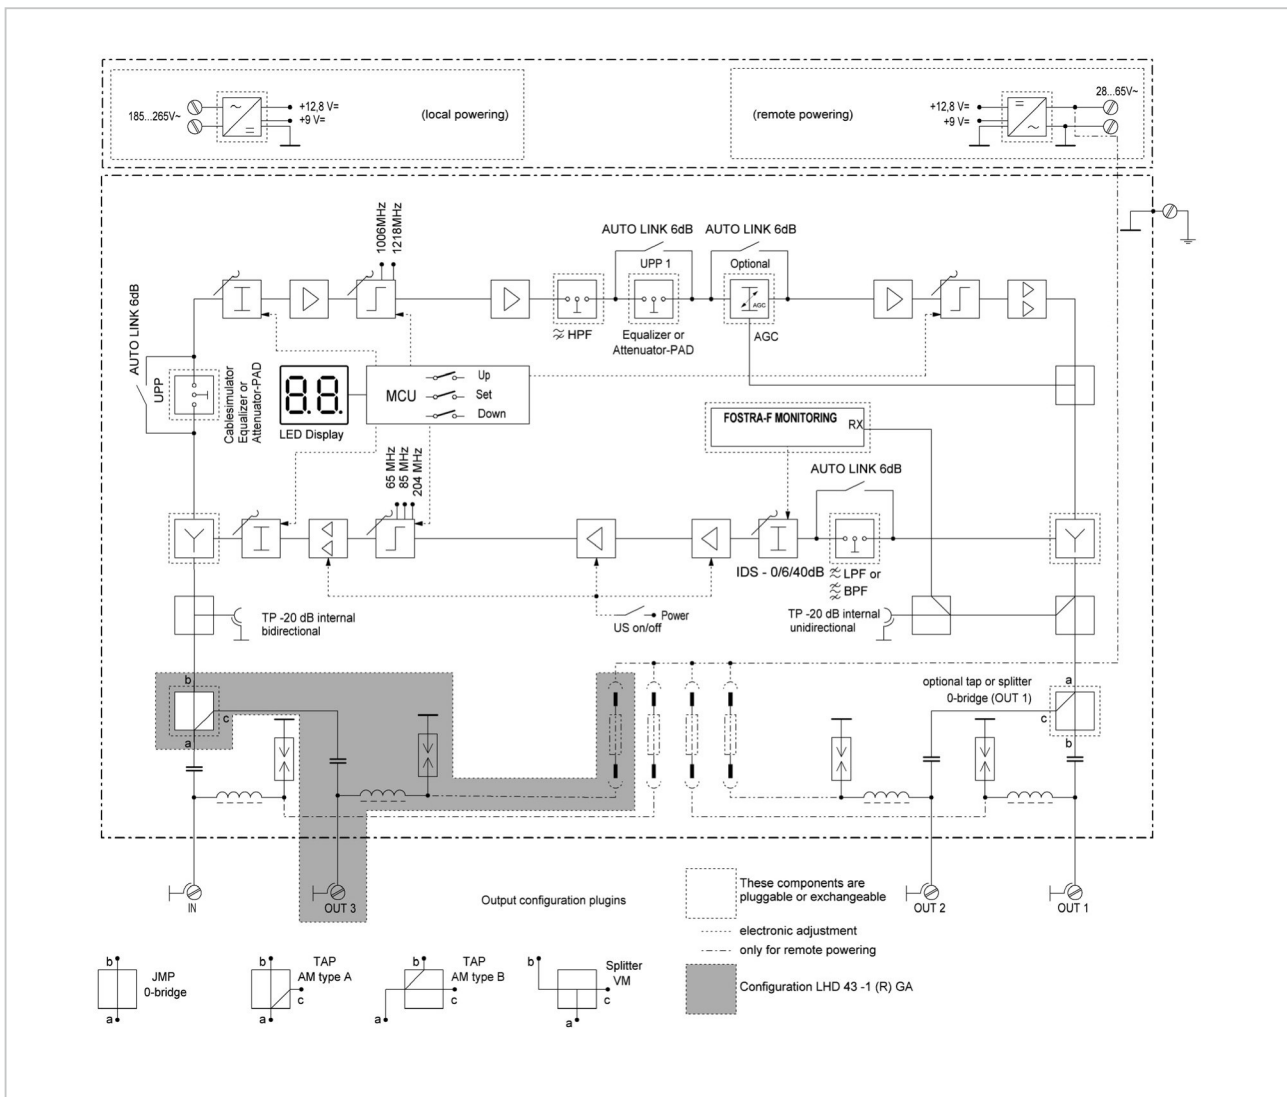 185...265V~
+12,8 V=
+9 V=
(local powering)
(remote powering)
+12,8 V=
+9 V=
28...65V~
1006MHz
1218MHz
AUTO LINK 6dB
UPP 1
AUTO LINK 6dB
Optional
AGC
HPF
Equalizer or
Attenuator-PAD
AGC
AUTO LINK 6dB
UPP
Cablesimulator
Equalizer or
Attenuator-PAD
8.8.
LED Display
MCU
Up
Set
Down
FOSTRA-F MONITORING
RX
65 MHz
85 MHz
204 MHz
AUTO LINK 6dB
IDS - 0/6/40dB
LPF or
BPF
TP -20 dB internal
bidirectional
Power
US on/off
TP -20 dB internal
unidirectional
b
c
a
optional tap or splitter
0-bridge (OUT 1)
a
c
b
IN
OUT 3
OUT 2
OUT 1
Output configuration plugins
These components are
pluggable or exchangeable
electronic adjustment
only for remote powering
Configuration LHD 43 -1 (R) GA
b
a
JMP
0-bridge
b
c
a
TAP
AM type A
b
c
a
TAP
AM type B
b
c
a
Splitter
VM